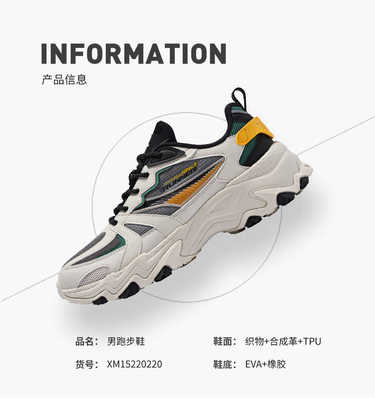 INFORMATION
产品信息
品名： 男跑步鞋
鞋面： 织物+合成革+TPU
货号： XM15220220
鞋底： EVA+橡胶